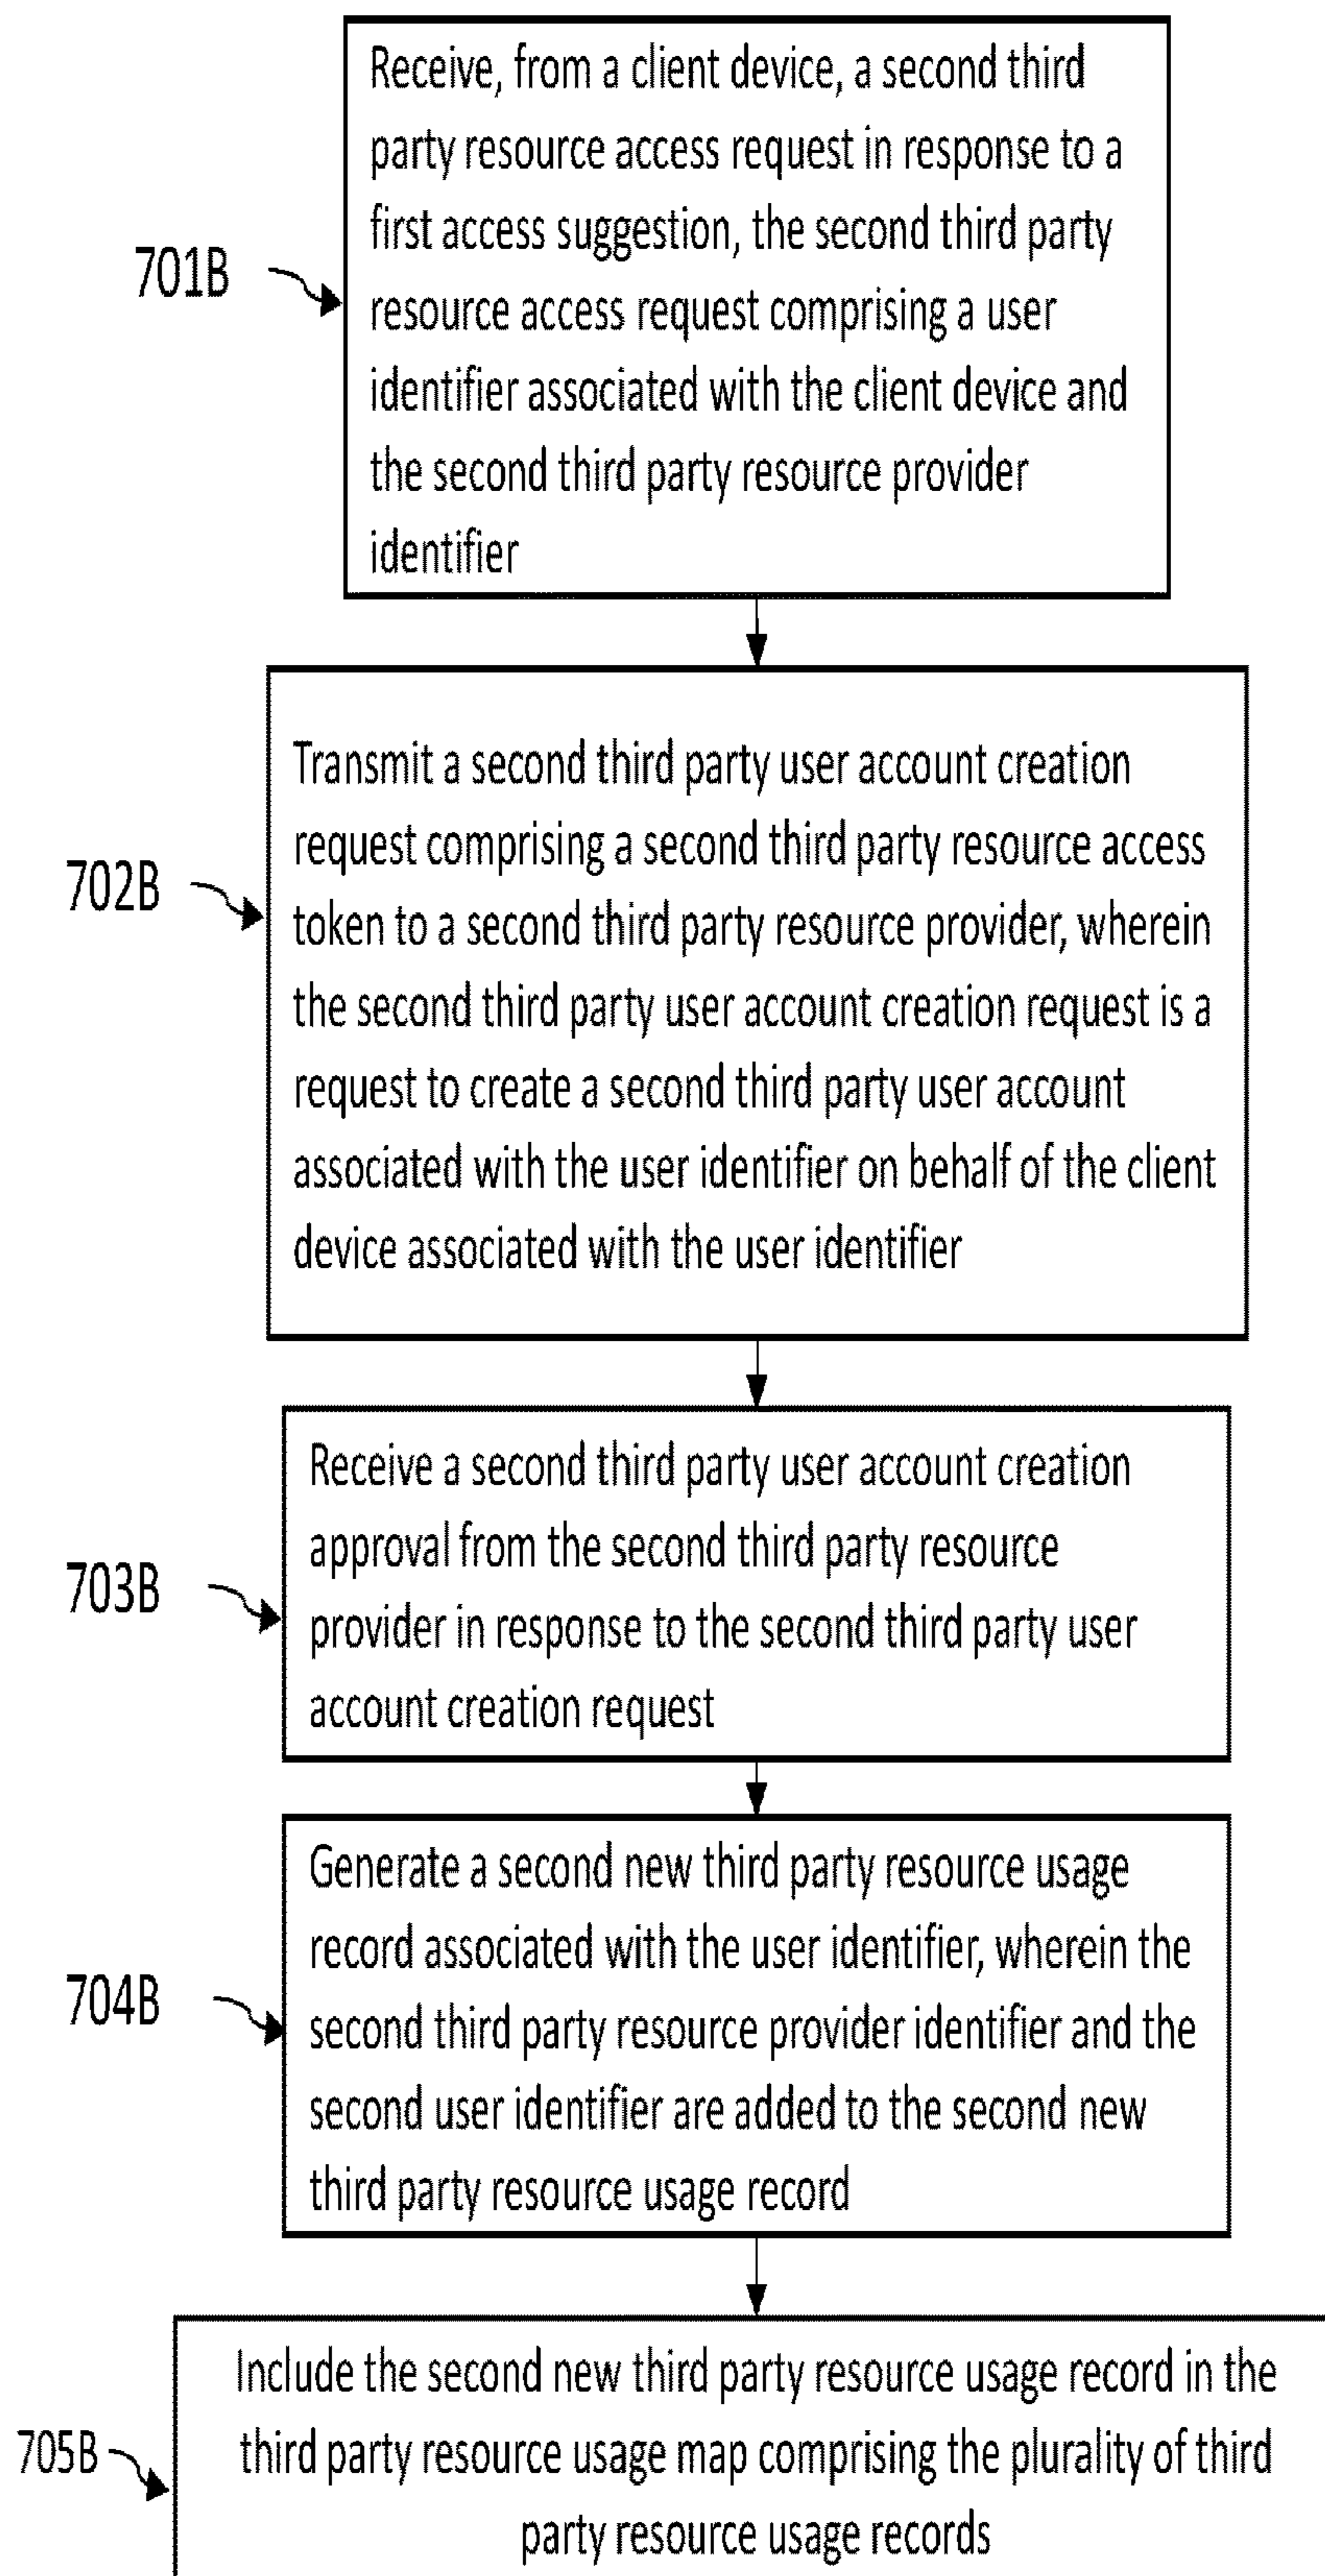 Receive, from a client device, a second third
party resource access request in response to a
first access suggestion, the second third party
701B
resource access request comprising a user
identifier associated with the client device and
the second third party resource provider
identifier
Transmit a second third party user account creation
request comprising a second third party resource access
702B
token to a second third party resource provider, wherein
the second third party user account creation request is a
request to create a second third party user account
associated with the user identifier on behalf of the client
device associated with the user identifier
Receive a second third party user account creation
approval from the second third party resource
703B
provider in response to the second third party user
account creation request
Generate a second new third party resource usage
record associated with the user identifier, wherein the
704B
second third party resource provider identifier and the
second user identifier are added to the second new
third party resource usage record
Include the second new third party resource usage record in the
705B
third party resource usage map comprising the plurality of third
party resource usage records